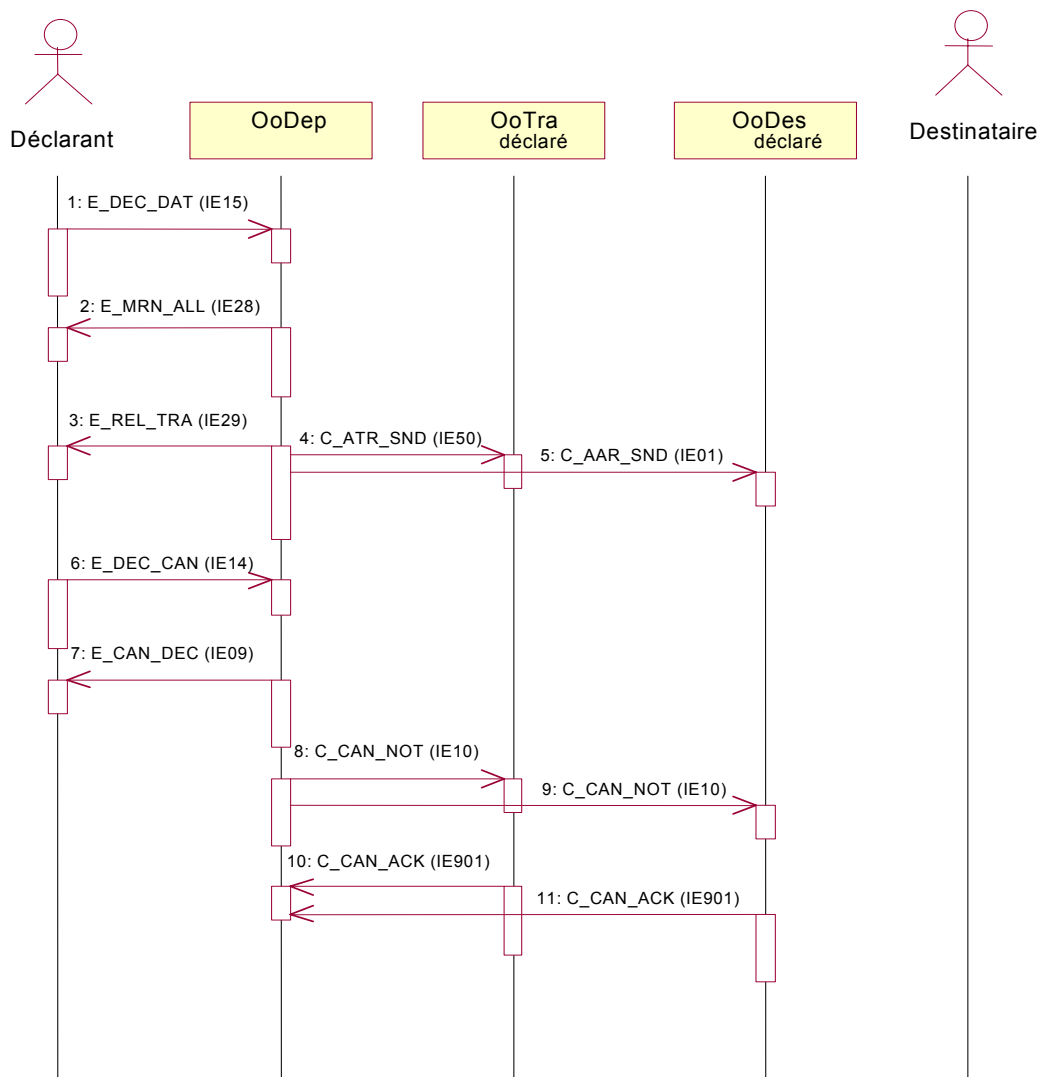 Déclarant
OoDep
OoTra
déclaré
OoDes
déclaré
Destinataire
1: E_DEC_DAT (IE15)
2: E_MRN_ALL (IE28)
3: E_REL_TRA (IE29)
4: C_ATR_SND (IE50)
5: C_AAR_SND (IE01)
6: E_DEC_CAN (IE14)
7: E_CAN_DEC (IE09)
8: C_CAN_NOT (IE10)
9: C_CAN_NOT (IE10)
10: C_CAN_ACK (IE901)
11: C_CAN_ACK (IE901)